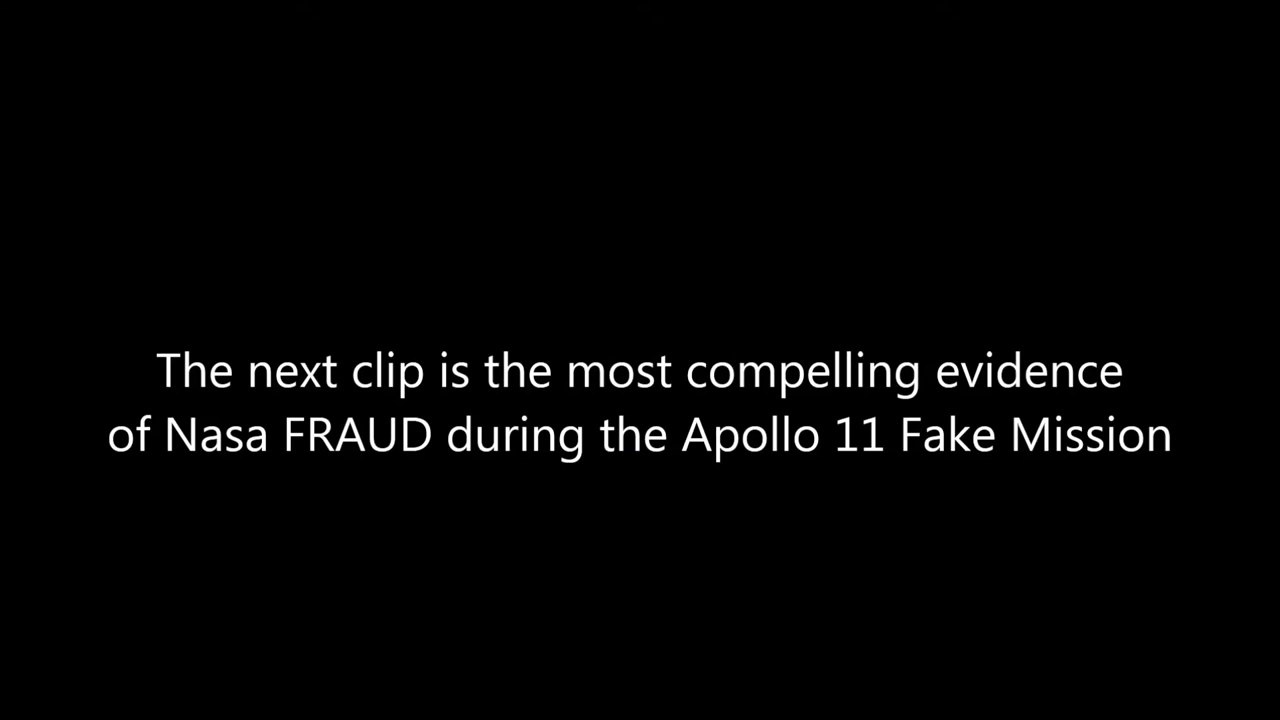 The next clip is the most compelling evidence
of Nasa FRAUD during the Apollo 11 Fake Mission